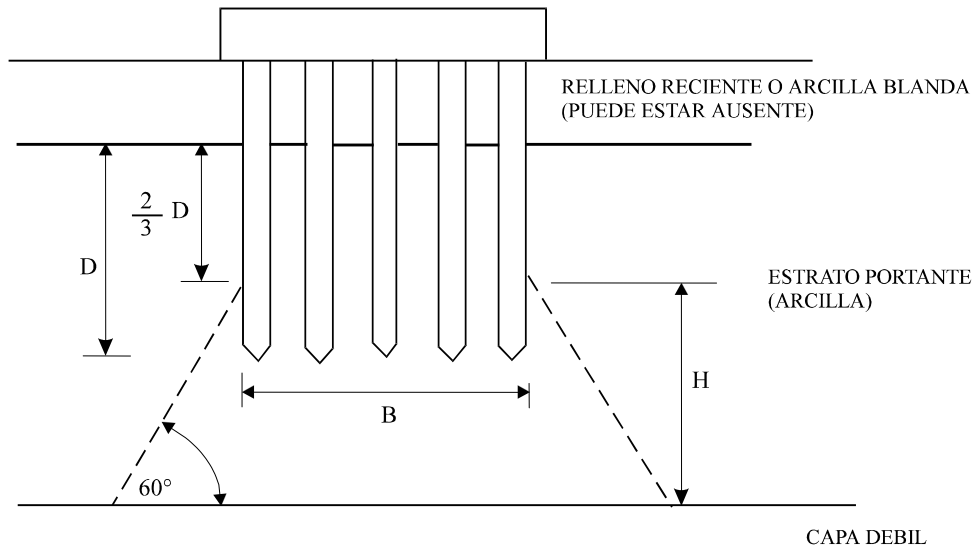 RELLENO RECIENTE O ARCILLA BLANDA
(PUEDE ESTAR AUSENTE)
2
3
D
D
ESTRATO PORTANTE
(ARCILLA)
H
B
60°
CAPA DEBIL